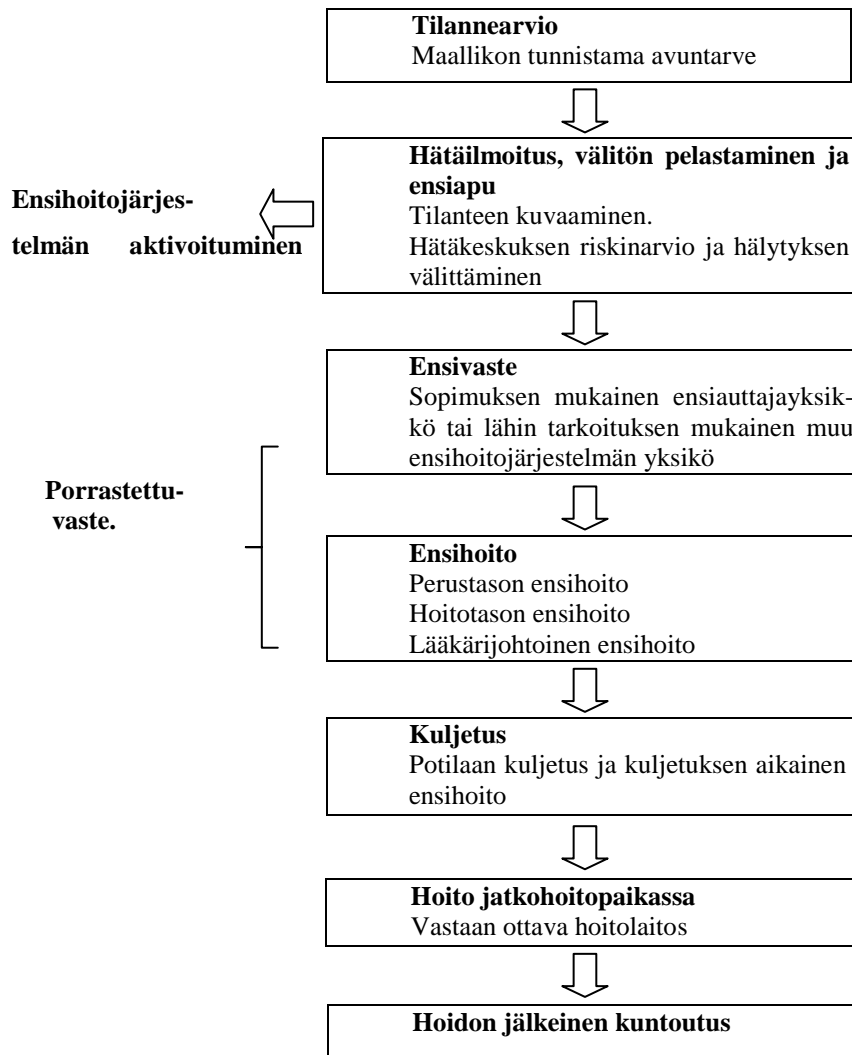 Tilannearvio
Maallikon tunnistama avuntarve
Hätäilmoitus, välitön pelastaminen ja
ensiapu
Tilanteen kuvaaminen.
Hätäkeskuksen riskinarvio ja hälytyksen
välittäminen
Ensihoitojärjes-
telmän aktivoituminen
Ensivaste
Sopimuksen mukainen ensiauttajayksik-
kö tai lähin tarkoituksen mukainen muu
ensihoitojärjestelmän yksikö
Porrastettu-
vaste.
Ensihoito
Perustason ensihoito
Hoitotason ensihoito
Lääkärijohtoinen ensihoito
Kuljetus
Potilaan kuljetus ja kuljetuksen aikainen
ensihoito
Hoito jatkohoitopaikassa
Vastaan ottava hoitolaitos
Hoidon jälkeinen kuntoutus